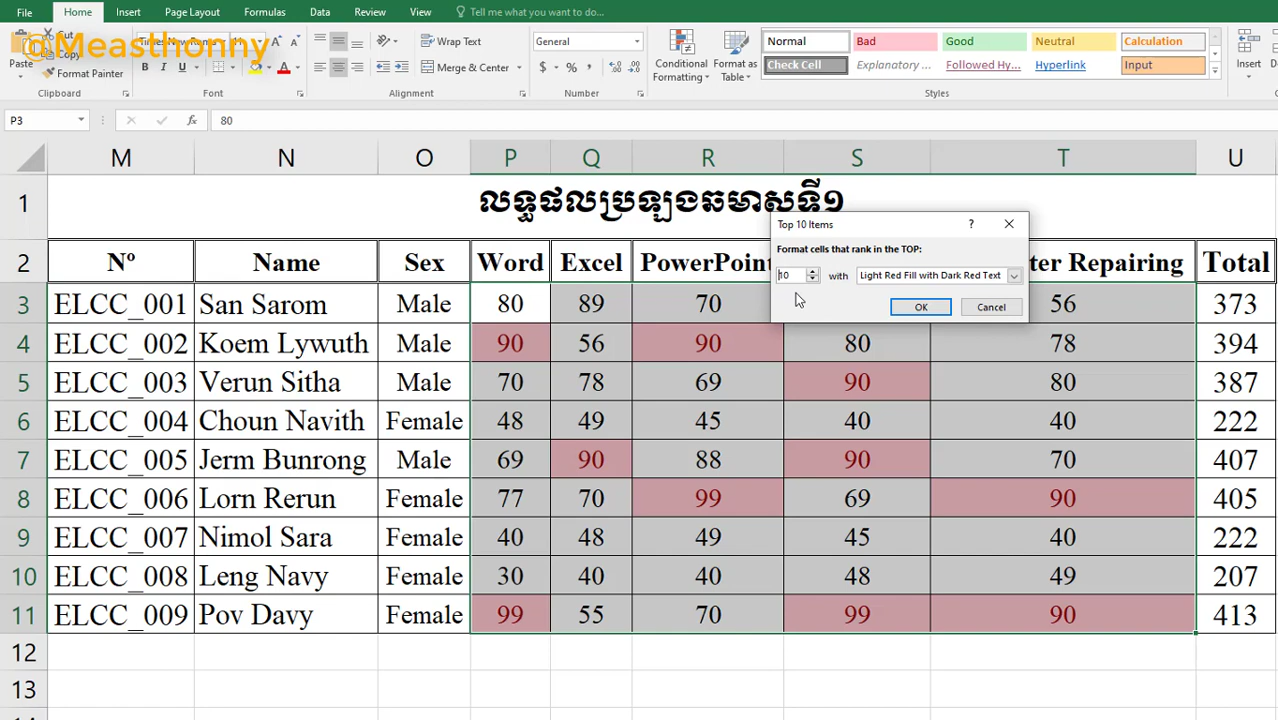 File Home Insert Page Layout Formulas Data Review View Tell me what you want to do...
@Measthonny
Paste Cut Copy Format Painter
Wrap Text
Merge & Center
General
Conditional Formatting
Format as Table
Normal Bad Good Neutral Calculation
Check Cell Explanatory ... Followed Hy... Hyperlink Input
Insert
Clipboard Font Alignment Number Styles
P3 80
M N O P Q R S T U
1 លទ្ធផលប្រឡងឆមាសទី១
Top 10 Items
Format cells that rank in the TOP:
10 with Light Red Fill with Dark Red Text
OK Cancel
2 Nº Name Sex Word Excel PowerPoint ter Repairing Total
3 ELCC_001 San Sarom Male 80 89 70 56 373
4 ELCC_002 Koem Lywuth Male 90 56 90 80 78 394
5 ELCC_003 Verun Sitha Male 70 78 69 90 80 387
6 ELCC_004 Choun Navith Female 48 49 45 40 40 222
7 ELCC_005 Jerm Bunrong Male 69 90 88 90 70 407
8 ELCC_006 Lorn Rerun Female 77 70 99 69 90 405
9 ELCC_007 Nimol Sara Female 40 48 49 45 40 222
10 ELCC_008 Leng Navy Female 30 40 40 48 49 207
11 ELCC_009 Pov Davy Female 99 55 70 99 90 413
12
13